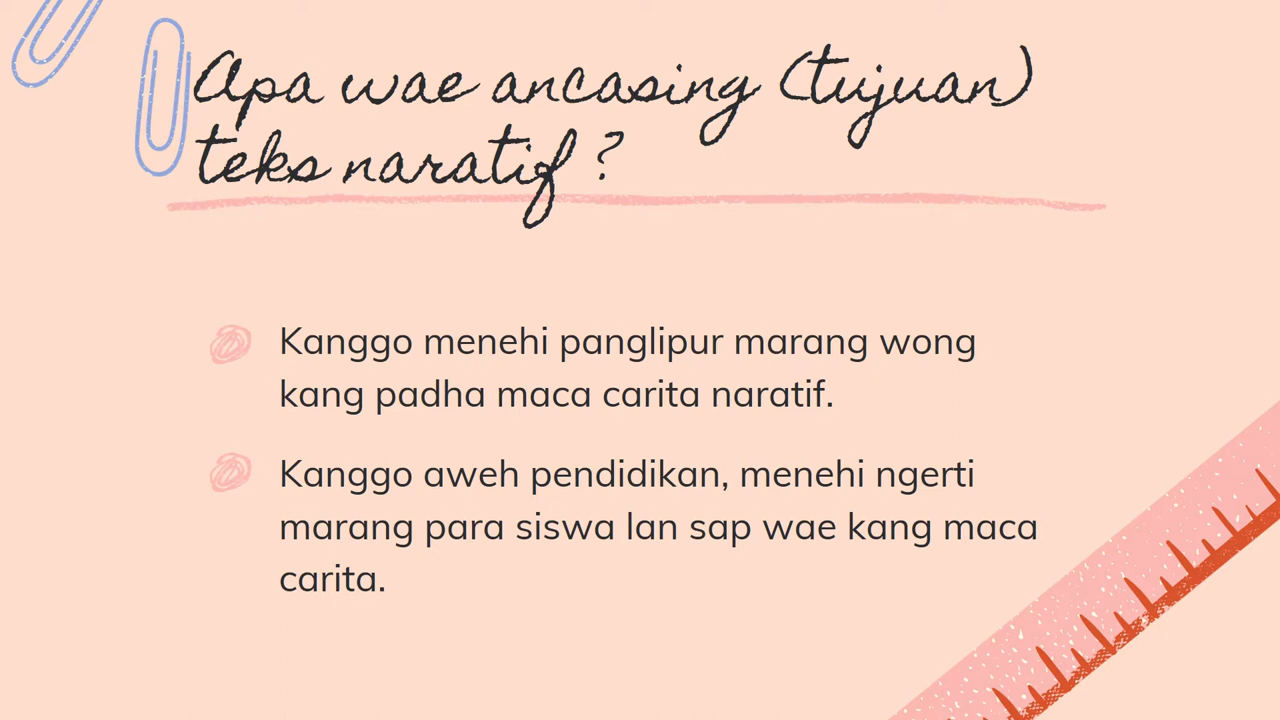 Apa wae ancasing (tujuan)
teks naratif ?
Kanggo menehi panglipur marang wong
kang padha maca carita naratif.
Kanggo aweh pendidikan, menehi ngerti
marang para siswa lan sap wae kang maca
carita.